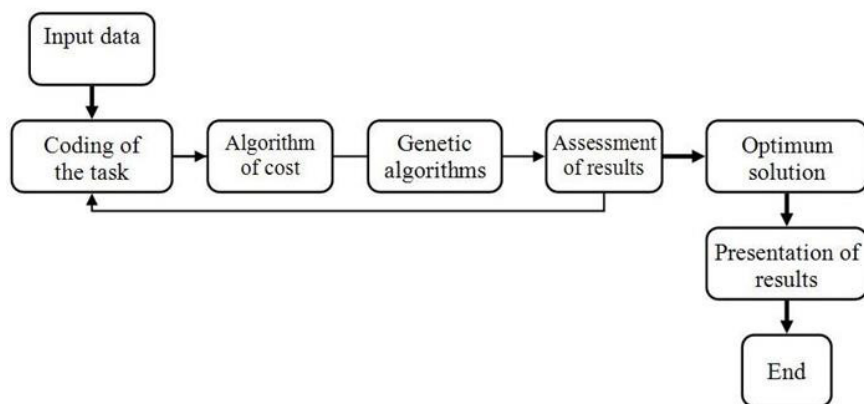 Input data
Coding of
the task
Algorithm
of cost
Genetic
algorithms
Assessment
of results
Optimum
solution
Presentation of
results
End